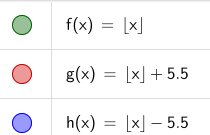 f(x) = ⌊x⌋
g(x) = ⌊x⌋ + 5.5
h(x) = ⌊x⌋ − 5.5